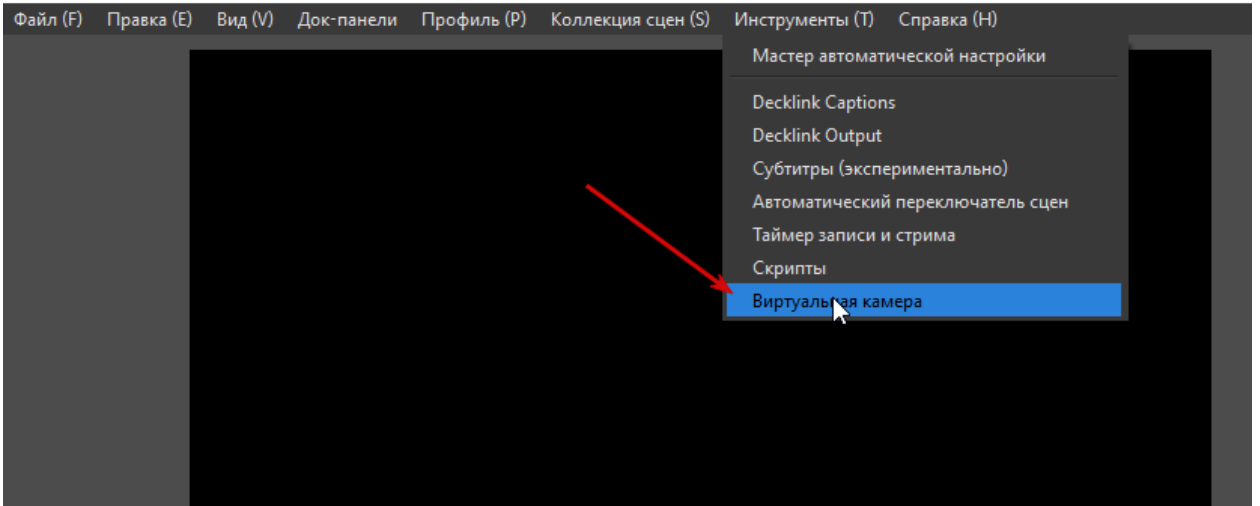 Файл (F) Правка (E) Вид (V) Док-панели Профиль (P) Коллекция сцен (S) Инструменты (T) Справка (H)
Мастер автоматической настройки
Decklink Captions
Decklink Output
Субтитры (экспериментально)
Автоматический переключатель сцен
Таймер записи и стрима
Скрипты
Виртуальная камера